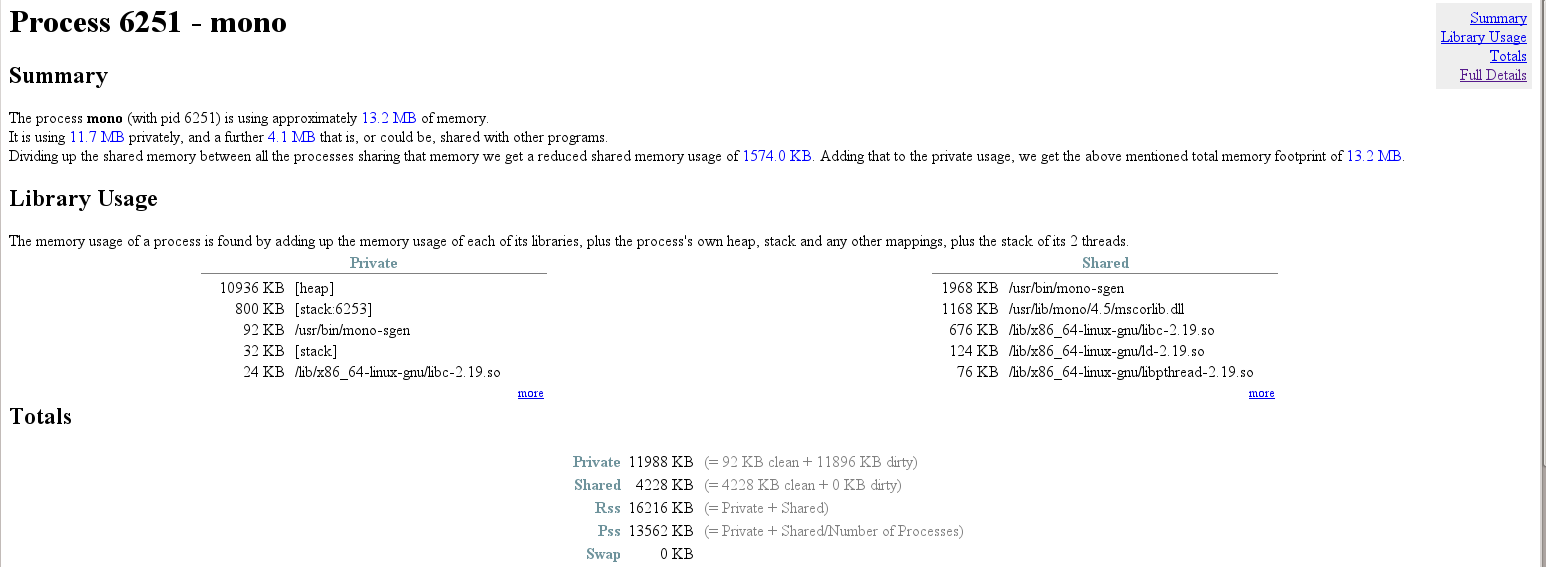 Process 6251 - mono
Summary
Library Usage
Totals
Full Details
Summary
The process mono (with pid 6251) is using approximately 13.2 MB of memory.
It is using 11.7 MB privately, and a further 4.1 MB that is, or could be, shared with other programs.
Dividing up the shared memory between all the processes sharing that memory we get a reduced shared memory usage of 1574.0 KB. Adding that to the private usage, we get the above mentioned total memory footprint of 13.2 MB.
Library Usage
The memory usage of a process is found by adding up the memory usage of each of its libraries, plus the process's own heap, stack and any other mappings, plus the stack of its 2 threads.
Private
10936 KB [heap]
800 KB [stack:6253]
92 KB /usr/bin/mono-sgen
32 KB [stack]
24 KB /lib/x86_64-linux-gnu/libc-2.19.so
more
Shared
1968 KB /usr/bin/mono-sgen
1168 KB /usr/lib/mono/4.5/mscorlib.dll
676 KB /lib/x86_64-linux-gnu/libc-2.19.so
124 KB /lib/x86_64-linux-gnu/ld-2.19.so
76 KB /lib/x86_64-linux-gnu/libpthread-2.19.so
more
Totals
Private 11988 KB (= 92 KB clean + 11896 KB dirty)
Shared 4228 KB (= 4228 KB clean + 0 KB dirty)
Rss 16216 KB (= Private + Shared)
Pss 13562 KB (= Private + Shared/Number of Processes)
Swap 0 KB